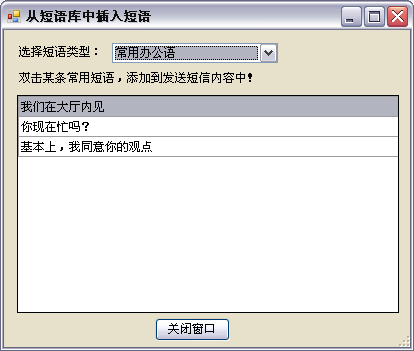 从短语库中插入短语
选择短语类型： 常用办公语
双击某条常用短语，添加到发送短信内容中！
我们在大厅内见
你现在忙吗？
基本上，我同意你的观点
关闭窗口